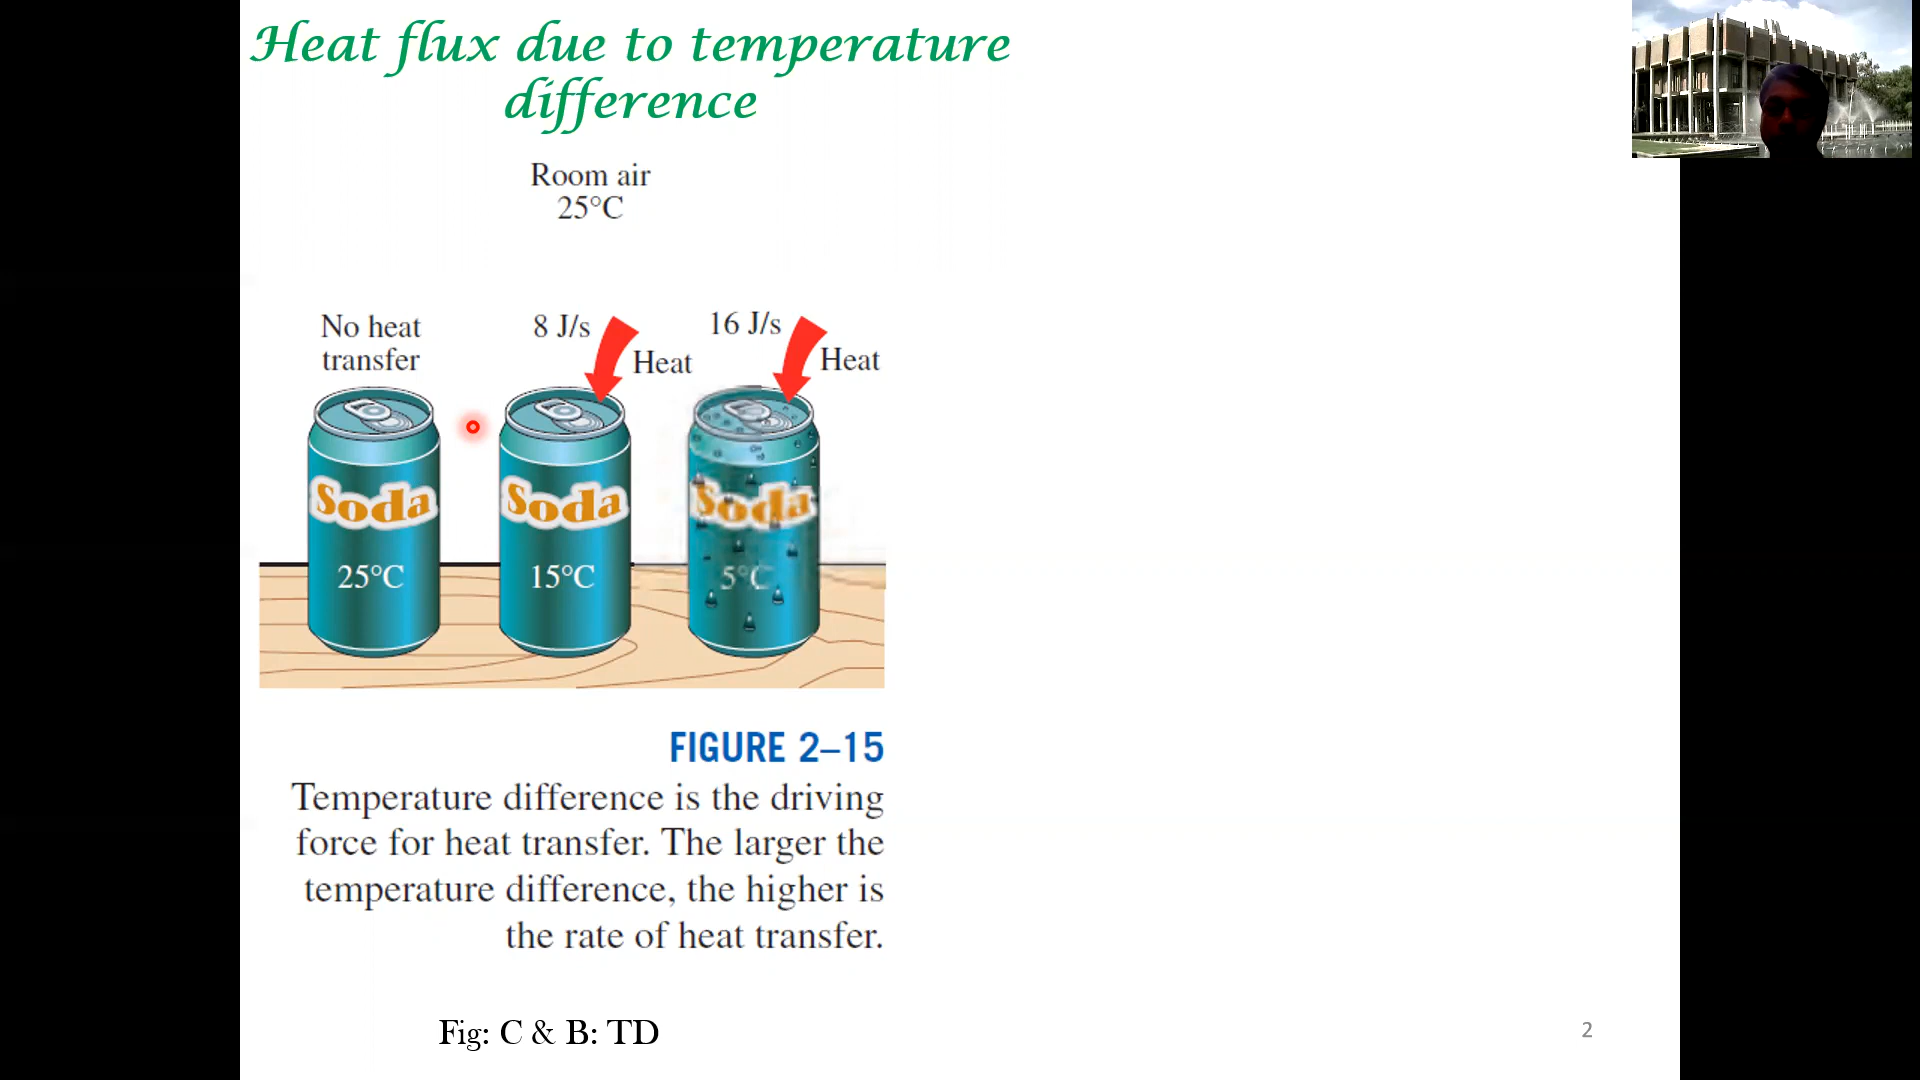 Heat flux due to temperature
difference
Room air
25°C
No heat
transfer
8 J/s
Heat
16 J/s
Heat
Soda
Soda
Soda
25°C
15°C
5°C
FIGURE 2–15
Temperature difference is the driving
force for heat transfer. The larger the
temperature difference, the higher is
the rate of heat transfer.
Fig: C & B: TD
2